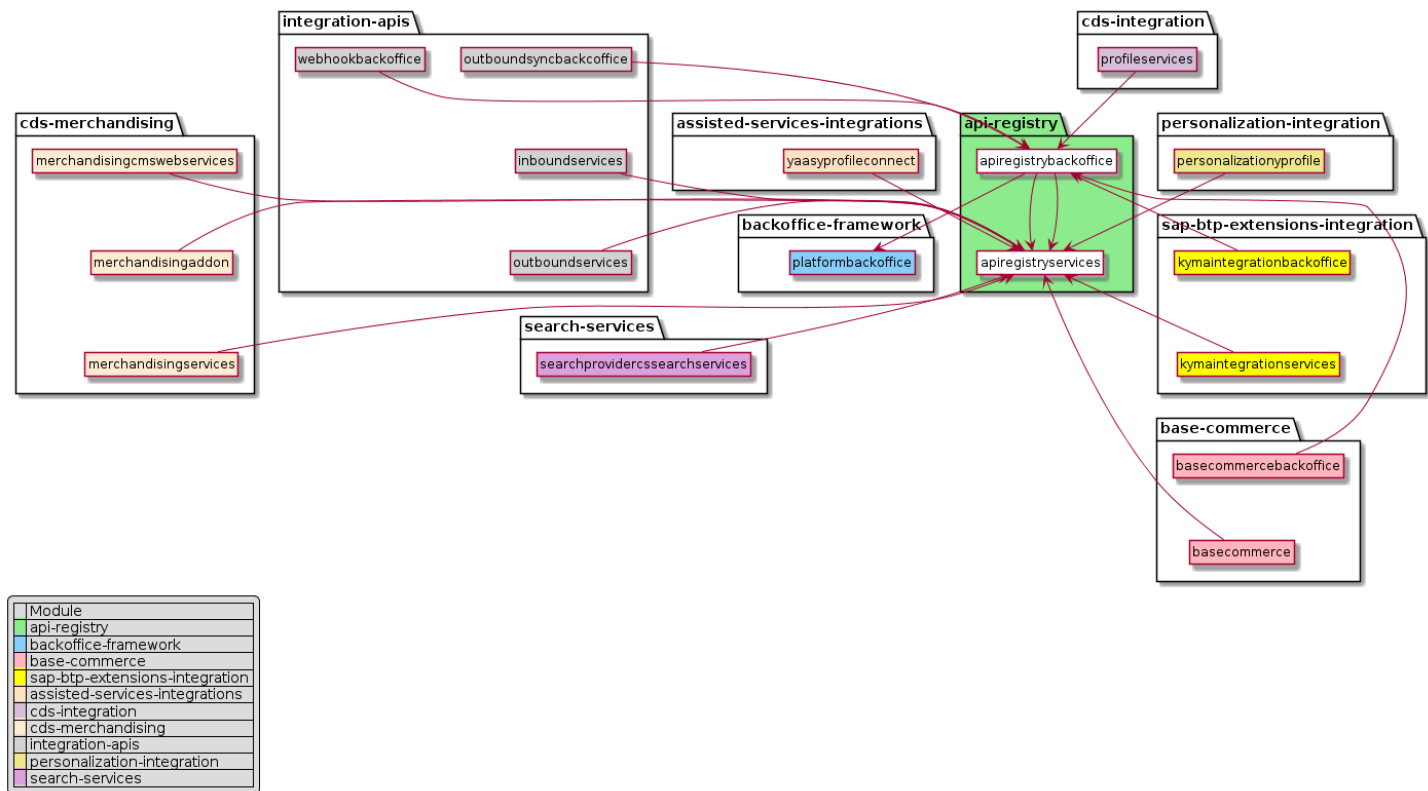 integration-apis
webhookbackoffice
outboundsyncbackcoffice
inboundservices
outboundservices
cds-integration
profileservices
cds-merchandising
merchandisingcmswebservices
merchandisingaddon
merchandisingservices
assisted-services-integrations
yaasyprofileconnect
api-registry
apiregistrybackoffice
apiregistryservices
personalization-integration
personalizationyprofile
backoffice-framework
platformbackoffice
sap-btp-extensions-integration
kymaintegrationbackoffice
kymaintegrationservices
search-services
searchprovidercssearchservices
base-commerce
basecommercebackoffice
basecommerce
Module
api-registry
backoffice-framework
base-commerce
sap-btp-extensions-integration
assisted-services-integrations
cds-integration
cds-merchandising
integration-apis
personalization-integration
search-services